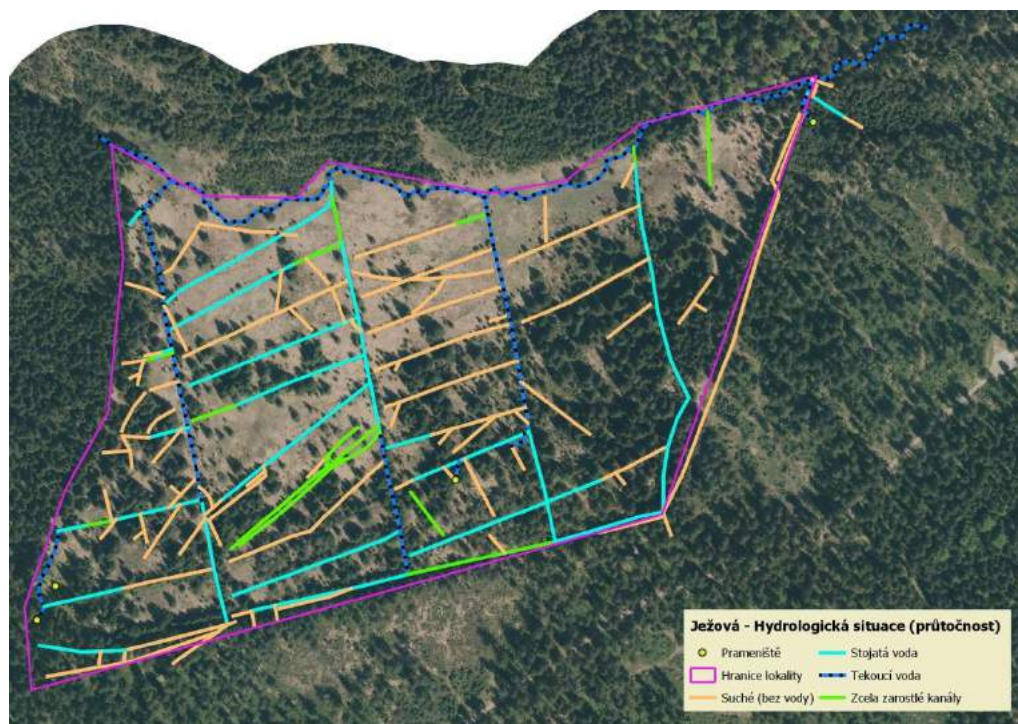 Ježová - Hydrologická situace (průtočnost)
Prameniště
Stojatá voda
Hranice lokality
Tekoucí voda
Suché (bez vody)
Zcela zarostlé kanály